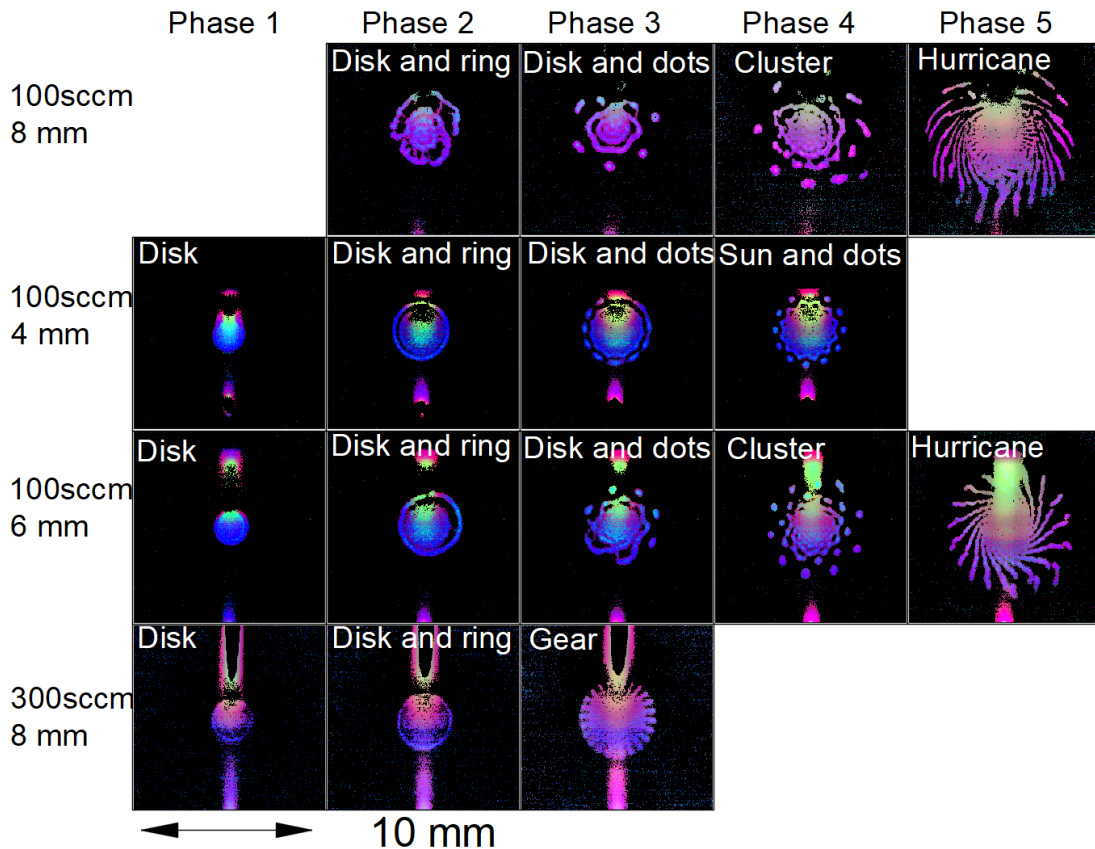 Phase 1 Phase 2 Phase 3 Phase 4 Phase 5
100sccm
8 mm
Disk and ring Disk and dots Cluster Hurricane
100sccm
4 mm
Disk Disk and ring Disk and dots Sun and dots
100sccm
6 mm
Disk Disk and ring Disk and dots Cluster Hurricane
300sccm
8 mm
Disk Disk and ring Gear
10 mm